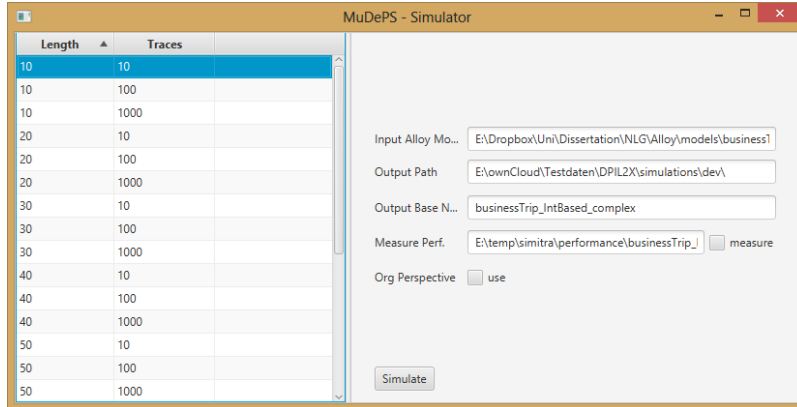 MuDePS - Simulator
Length Traces
10 10
10 100
10 1000
20 10
20 100
20 1000
30 10
30 100
30 1000
40 10
40 100
40 1000
50 10
50 100
50 1000
Input Alloy Mo... E:\Dropbox\Uni\Dissertation\NLG\Alloy\models\businessT
Output Path E:\ownCloud\Testdaten\DPIL2X\simulations\dev\
Output Base N... businessTrip_IntBased_complex
Measure Perf. E:\temp\simitra\performance\businessTrip_ measure
Org Perspective use
Simulate